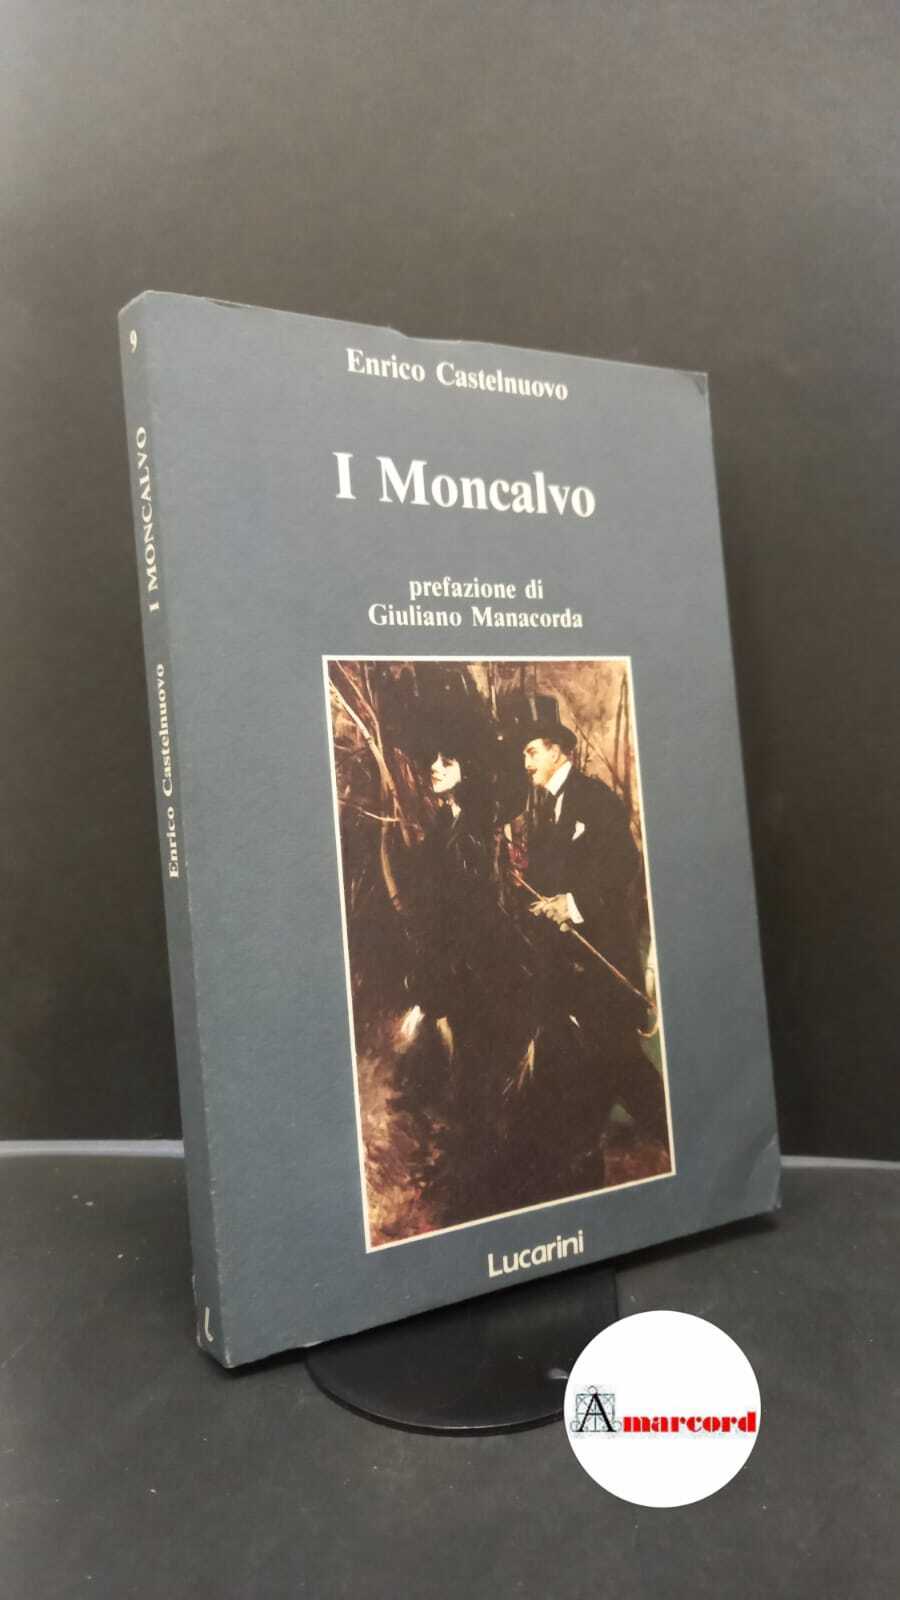 Enrico Castelnuovo
I Moncalvo
prefazione di
Giuliano Manacorda
Lucarini
9
I MONCALVO
Enrico Castelnuovo
L
Amarcord